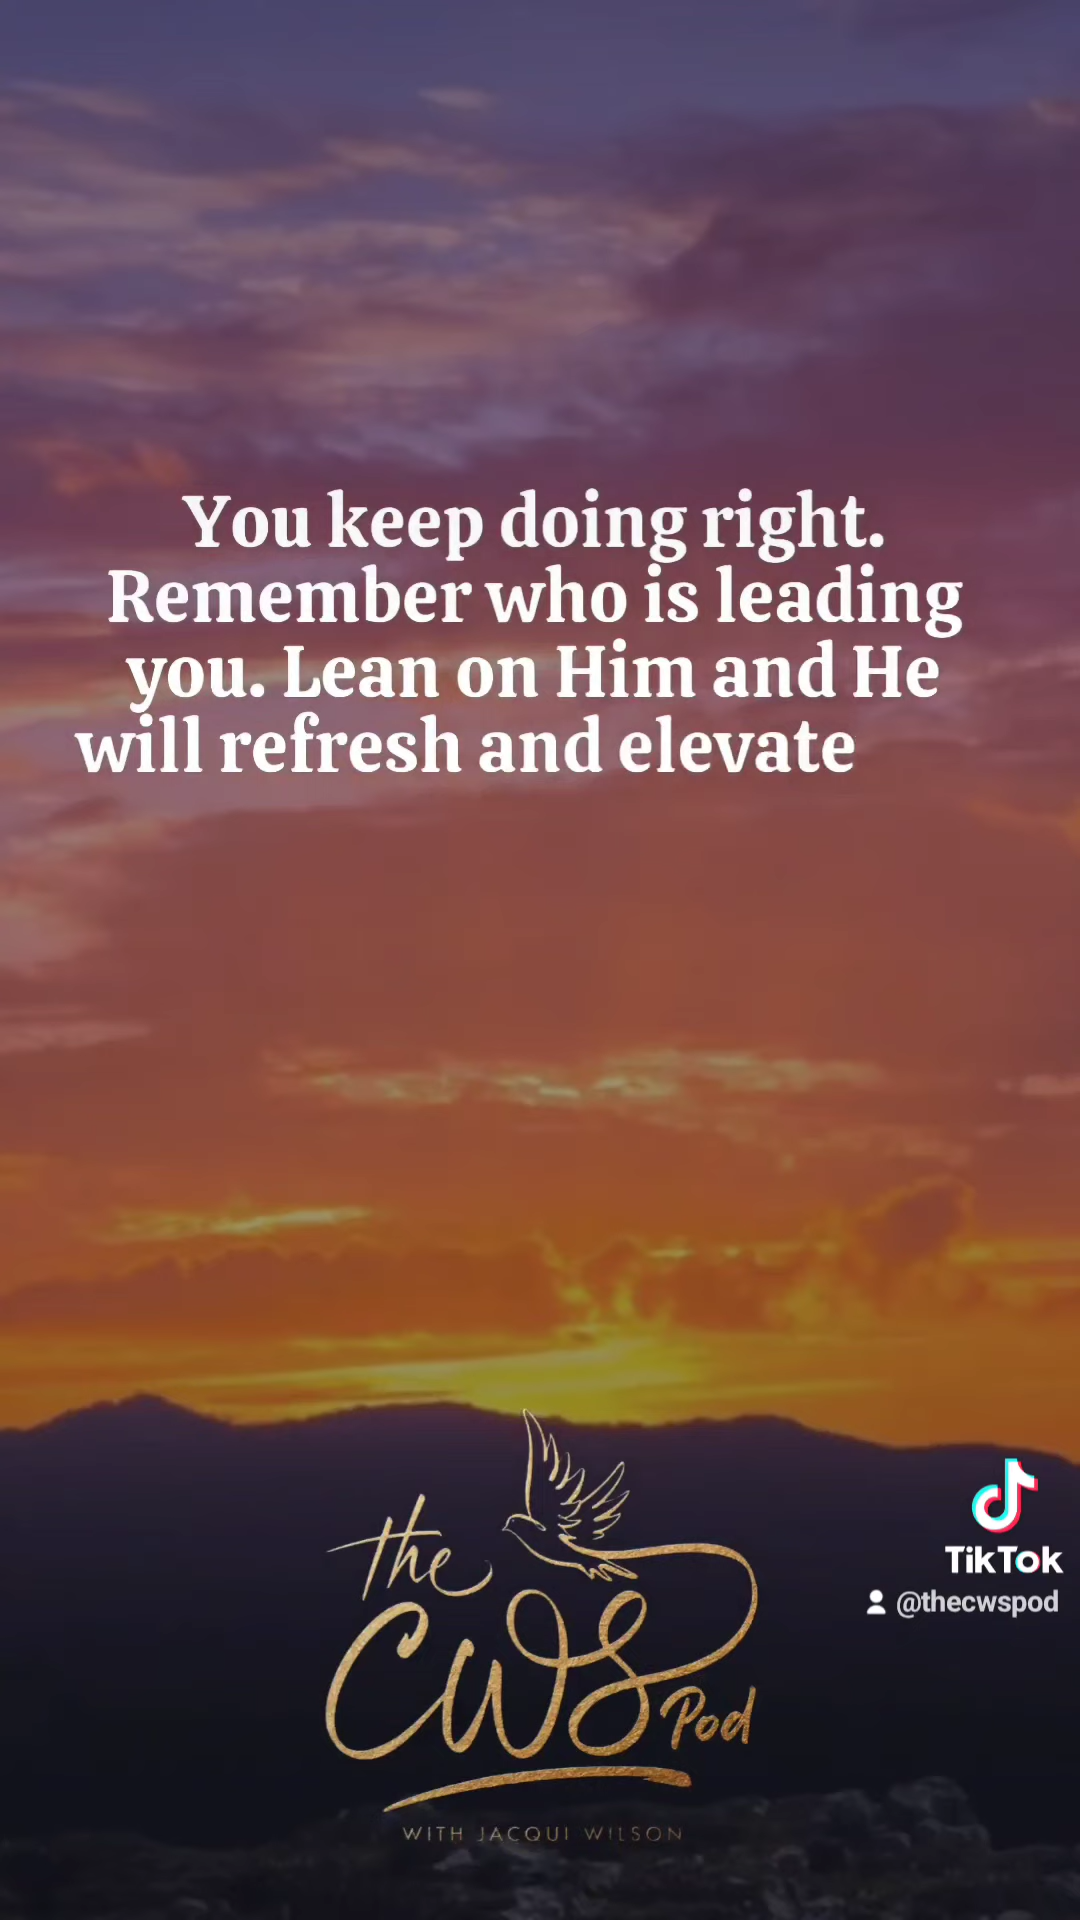 You keep doing right.
Remember who is leading
you. Lean on Him and He
will refresh and elevate
the
CWS
Pod
WITH JACQUI WILSON
TikTok
@thecwspod